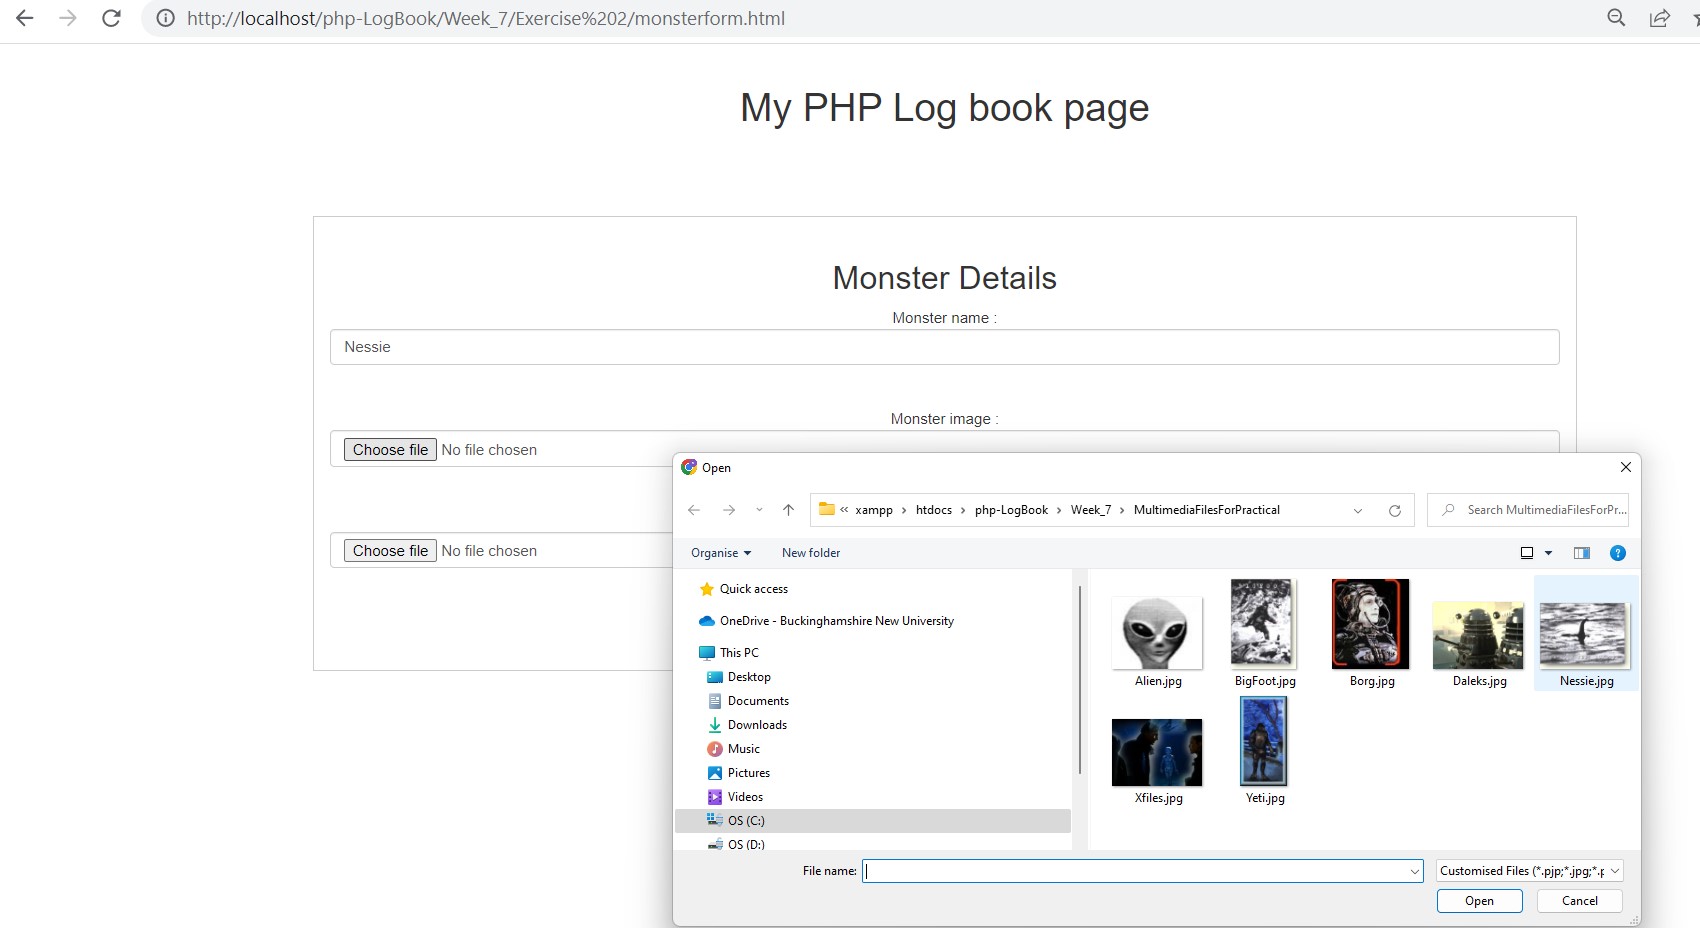 http://localhost/php-LogBook/Week_7/Exercise%202/monsterform.html
My PHP Log book page
Monster Details
Monster name :
Nessie
Monster image :
Choose file No file chosen
Choose file No file chosen
Open
« xampp › htdocs › php-LogBook › Week_7 › MultimediaFilesForPractical
Search MultimediaFilesForPr...
Organise New folder
Quick access
OneDrive - Buckinghamshire New University
This PC
Desktop
Documents
Downloads
Music
Pictures
Videos
OS (C:)
OS (D:)
Alien.jpg BigFoot.jpg Borg.jpg Daleks.jpg Nessie.jpg
Xfiles.jpg Yeti.jpg
File name: Customised Files (*.pjp;*.jpg;*.p
Open Cancel